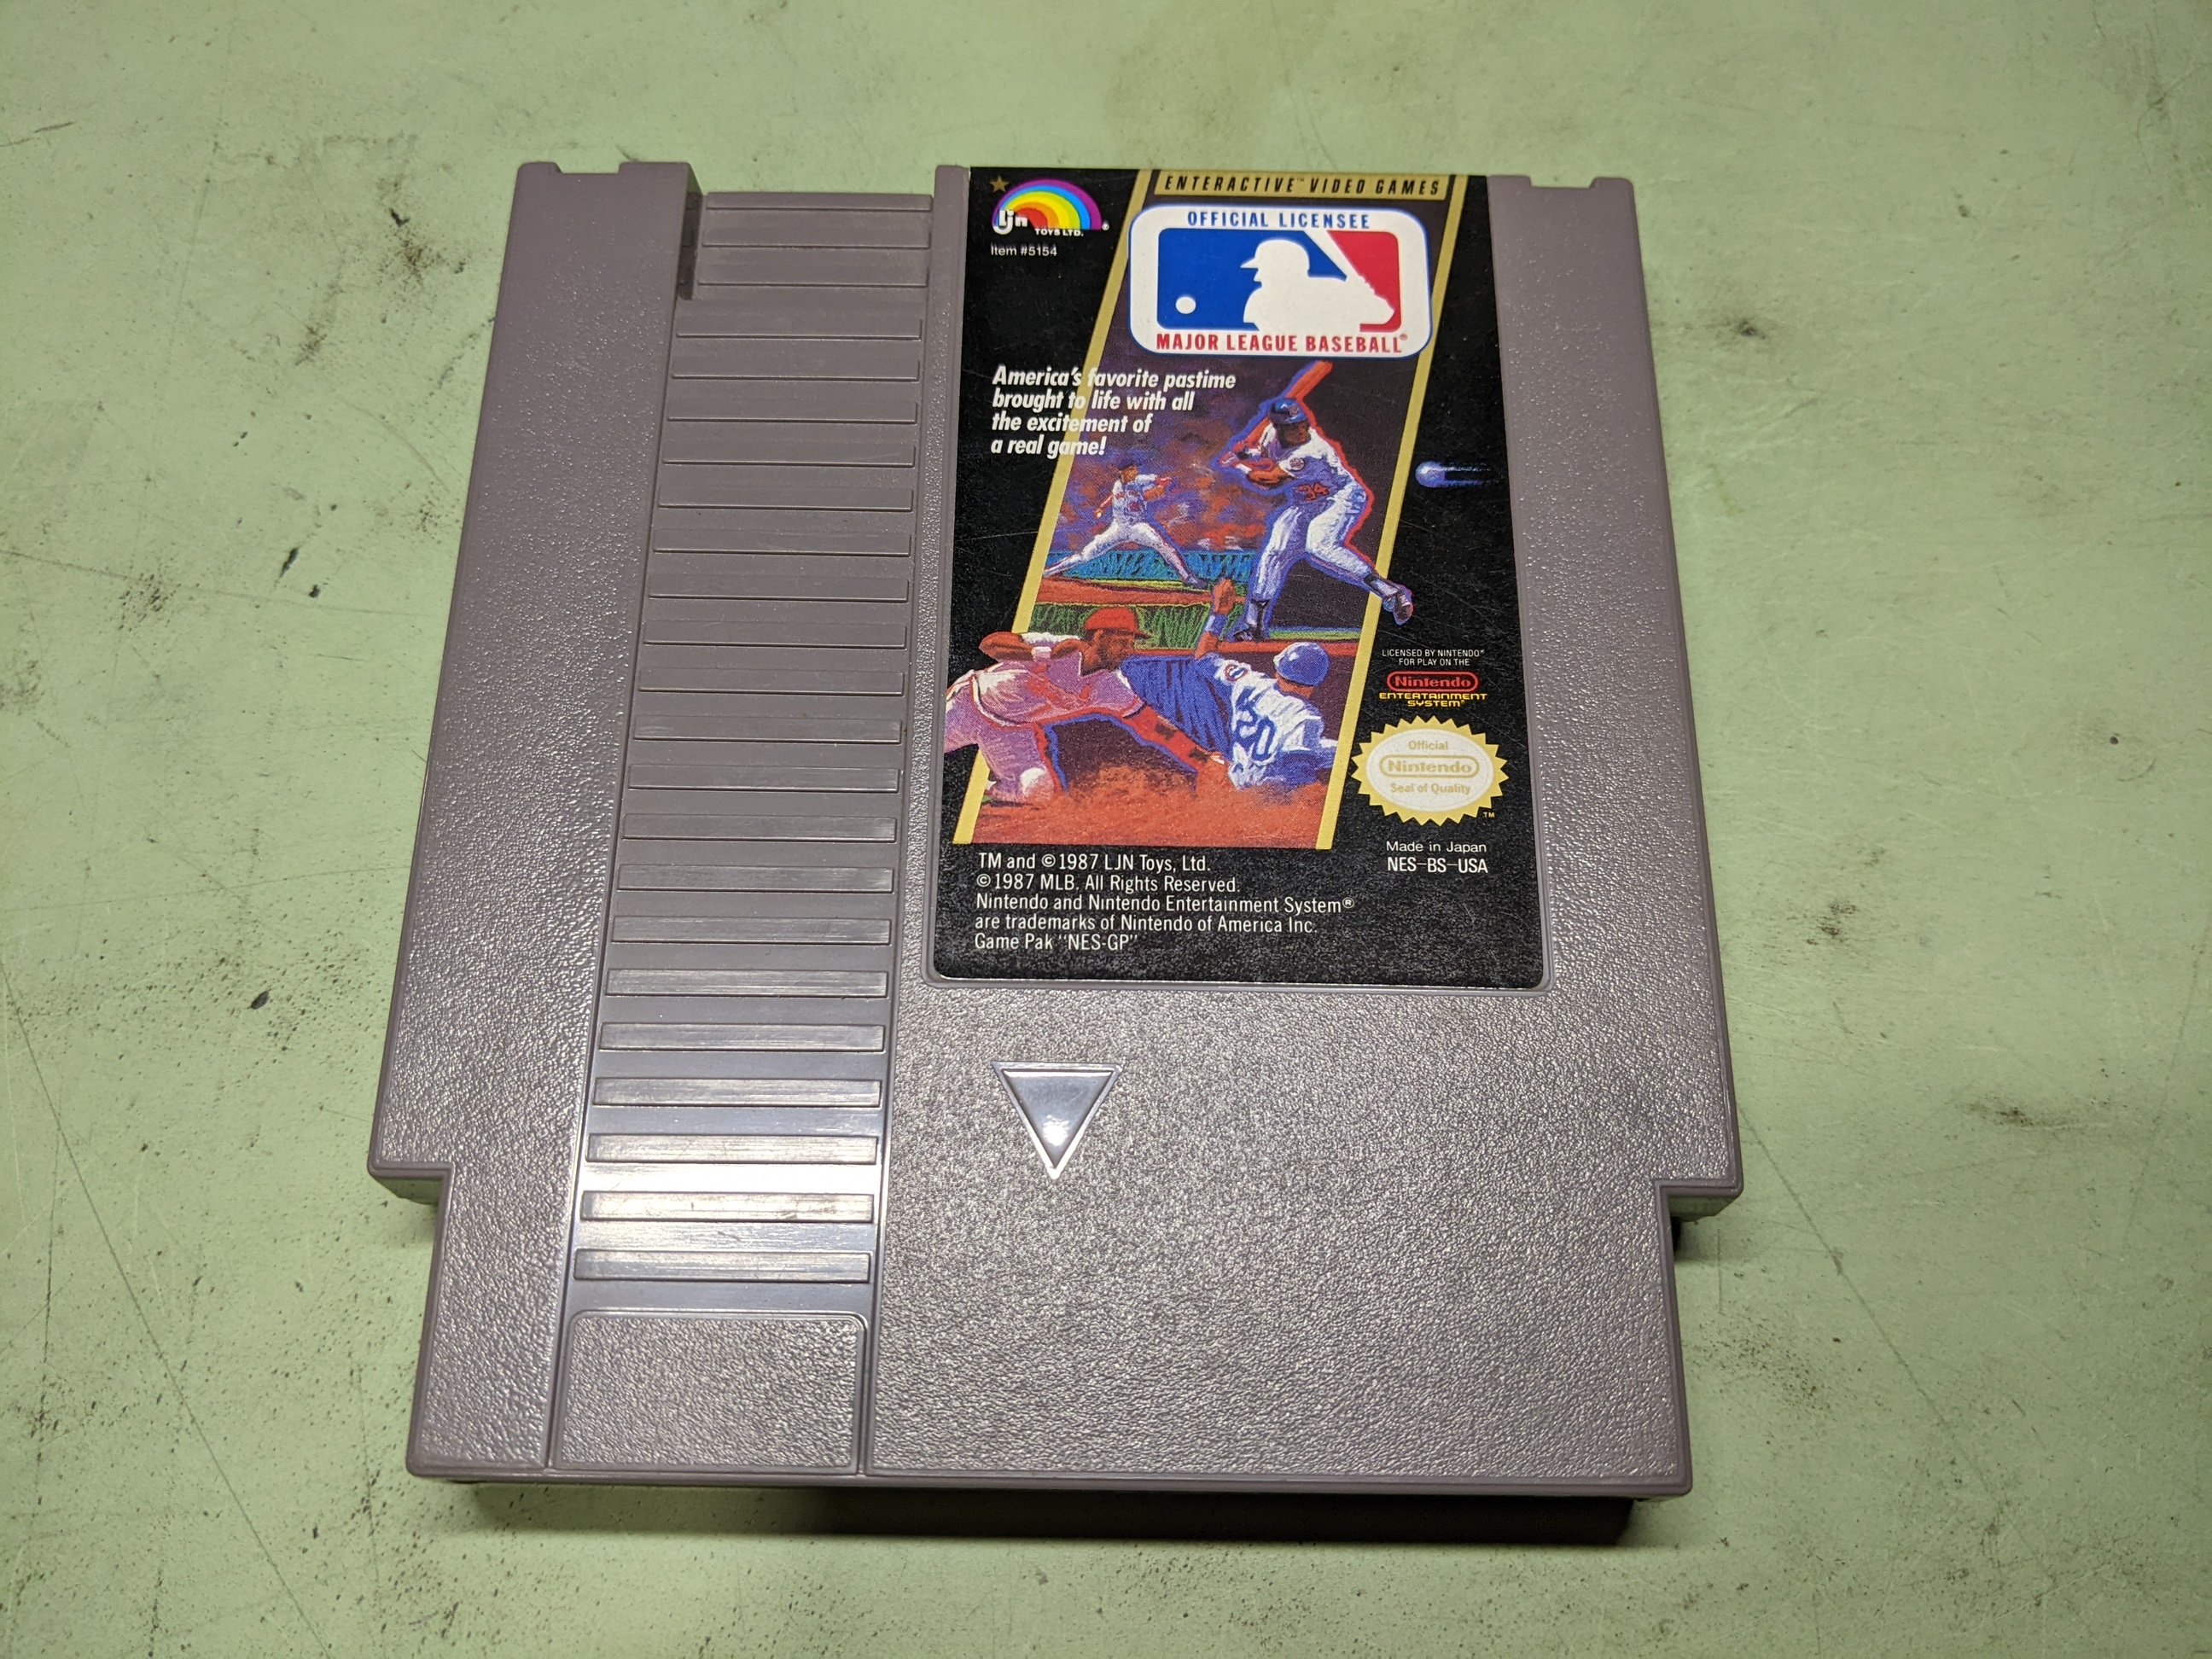 ENTERACTIVE™ VIDEO GAMES
ljn
TOYS LTD.®
Item #5154
OFFICIAL LICENSEE
MAJOR LEAGUE BASEBALL®
America's favorite pastime
brought to life with all
the excitement of
a real game!
34
20
LICENSED BY NINTENDO®
FOR PLAY ON THE
Nintendo
ENTERTAINMENT
SYSTEM®
Official
Nintendo
Seal of Quality
TM
Made in Japan
NES-BS-USA
TM and ©1987 LJN Toys, Ltd.
©1987 MLB. All Rights Reserved.
Nintendo and Nintendo Entertainment System®
are trademarks of Nintendo of America Inc.
Game Pak "NES-GP"